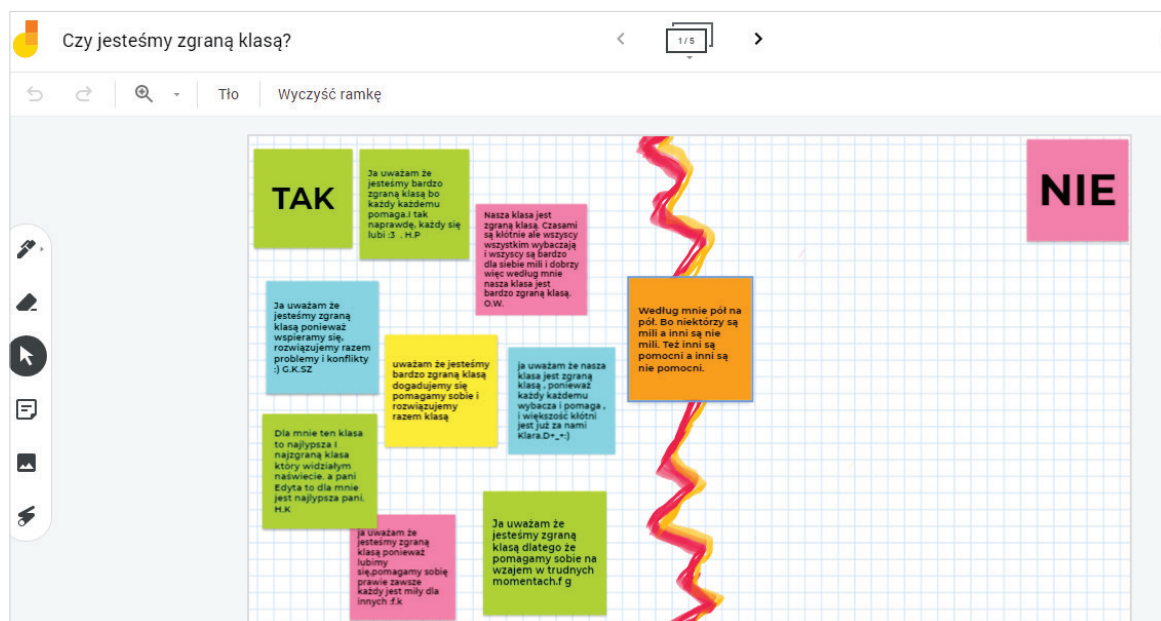 Czy jesteśmy zgraną klasą?
1/5
Tło
Wyczyść ramkę
TAK
Ja uważam że
jesteśmy bardzo
zgraną klasą bo
każdy każdemu
pomaga.I tak
naprawdę, każdy się
lubi :3 . H.P
Nasza klasa jest
zgraną klasą. Czasami
są kłótnie ale wszyscy
wszystkim wybaczają
i wszyscy są bardzo
dla siebie mili i dobrzy
więc według mnie
nasza klasa jest
bardzo zgraną klasą.
O.W.
NIE
Ja uważam że
jesteśmy zgraną
klasą ponieważ
wspieramy się,
rozwiązujemy razem
problemy i konflikty
:) G.K.SZ
uważam że jesteśmy
bardzo zgraną klasą
dogadujemy się
pomagamy sobie i
rozwiązujemy
razem klasą
ja uważam że nasza
klasa jest zgraną
klasą , ponieważ
każdy każdemu
wybacza i pomaga ,
i większość kłótni
jest już za nami
Klara.D+_+:)
Według mnie pół na
pół. Bo niektórzy są
mili a inni są nie
mili. Też inni są
pomocni a inni są
nie pomocni.
Dla mnie ten klasa
to najlypsza I
najzgraną klasa
który widziałym
naświecie, a pani
Edyta to dla mnie
jest najlypsza pani.
H.K
ja uważam że
jesteśmy zgraną
klasą ponieważ
lubimy
się,pomagamy sobię
prawie zawsze
każdy jest miły dla
innych :f.k
Ja uważam że
jesteśmy zgraną
klasą dlatego że
pomagamy sobie na
wzajem w trudnych
momentach.f g